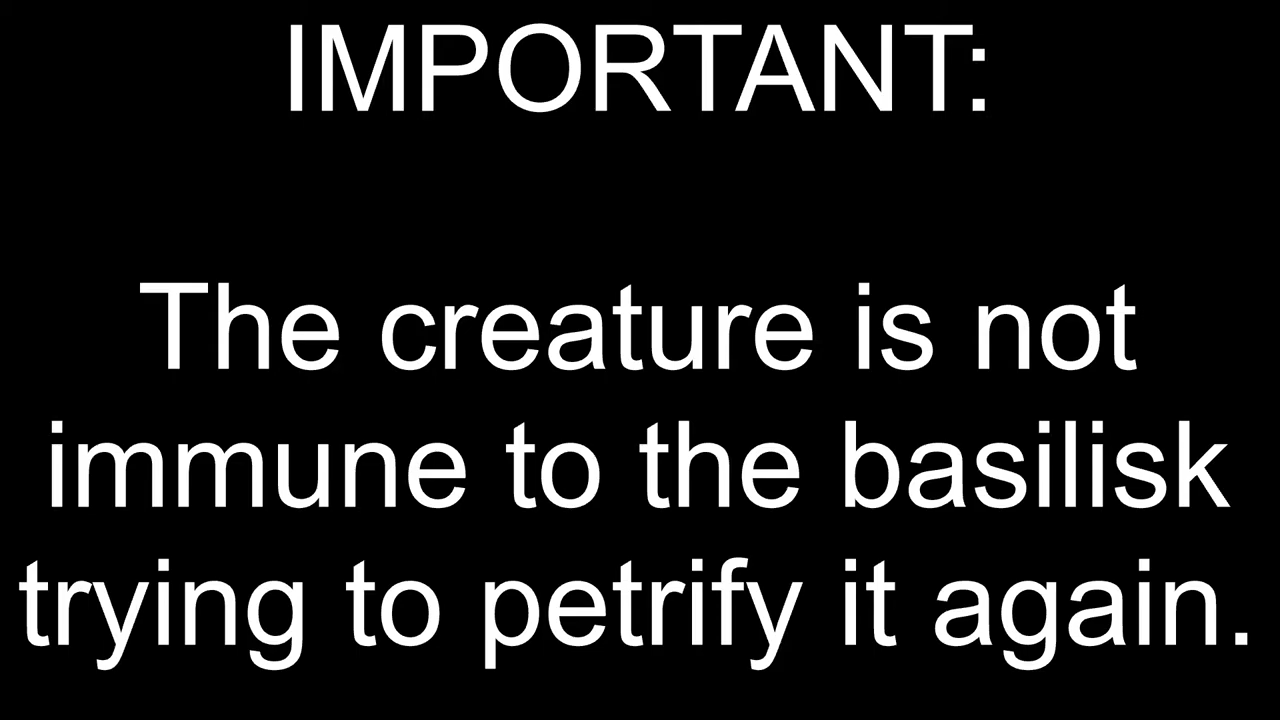 IMPORTANT:
The creature is not
immune to the basilisk
trying to petrify it again.